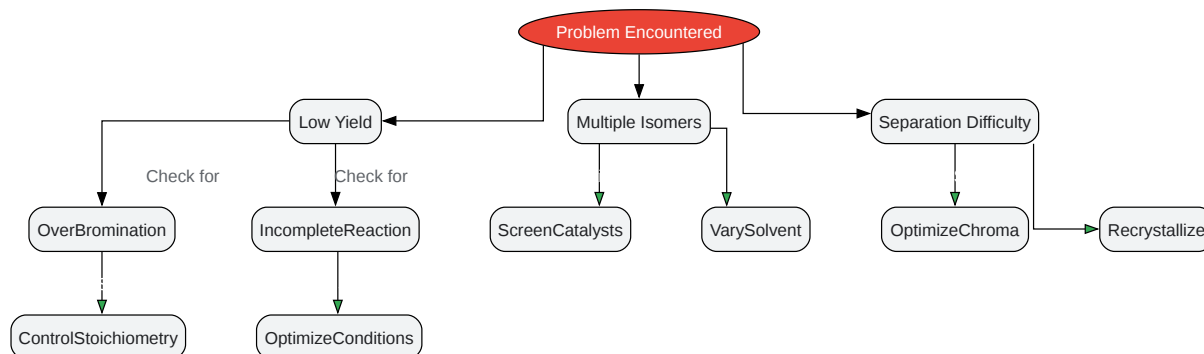 Problem Encountered
Low Yield
Multiple Isomers
Separation Difficulty
Check for
Check for
OverBromination
IncompleteReaction
ScreenCatalysts
VarySolvent
OptimizeChroma
Recrystallize
ControlStoichiometry
OptimizeConditions